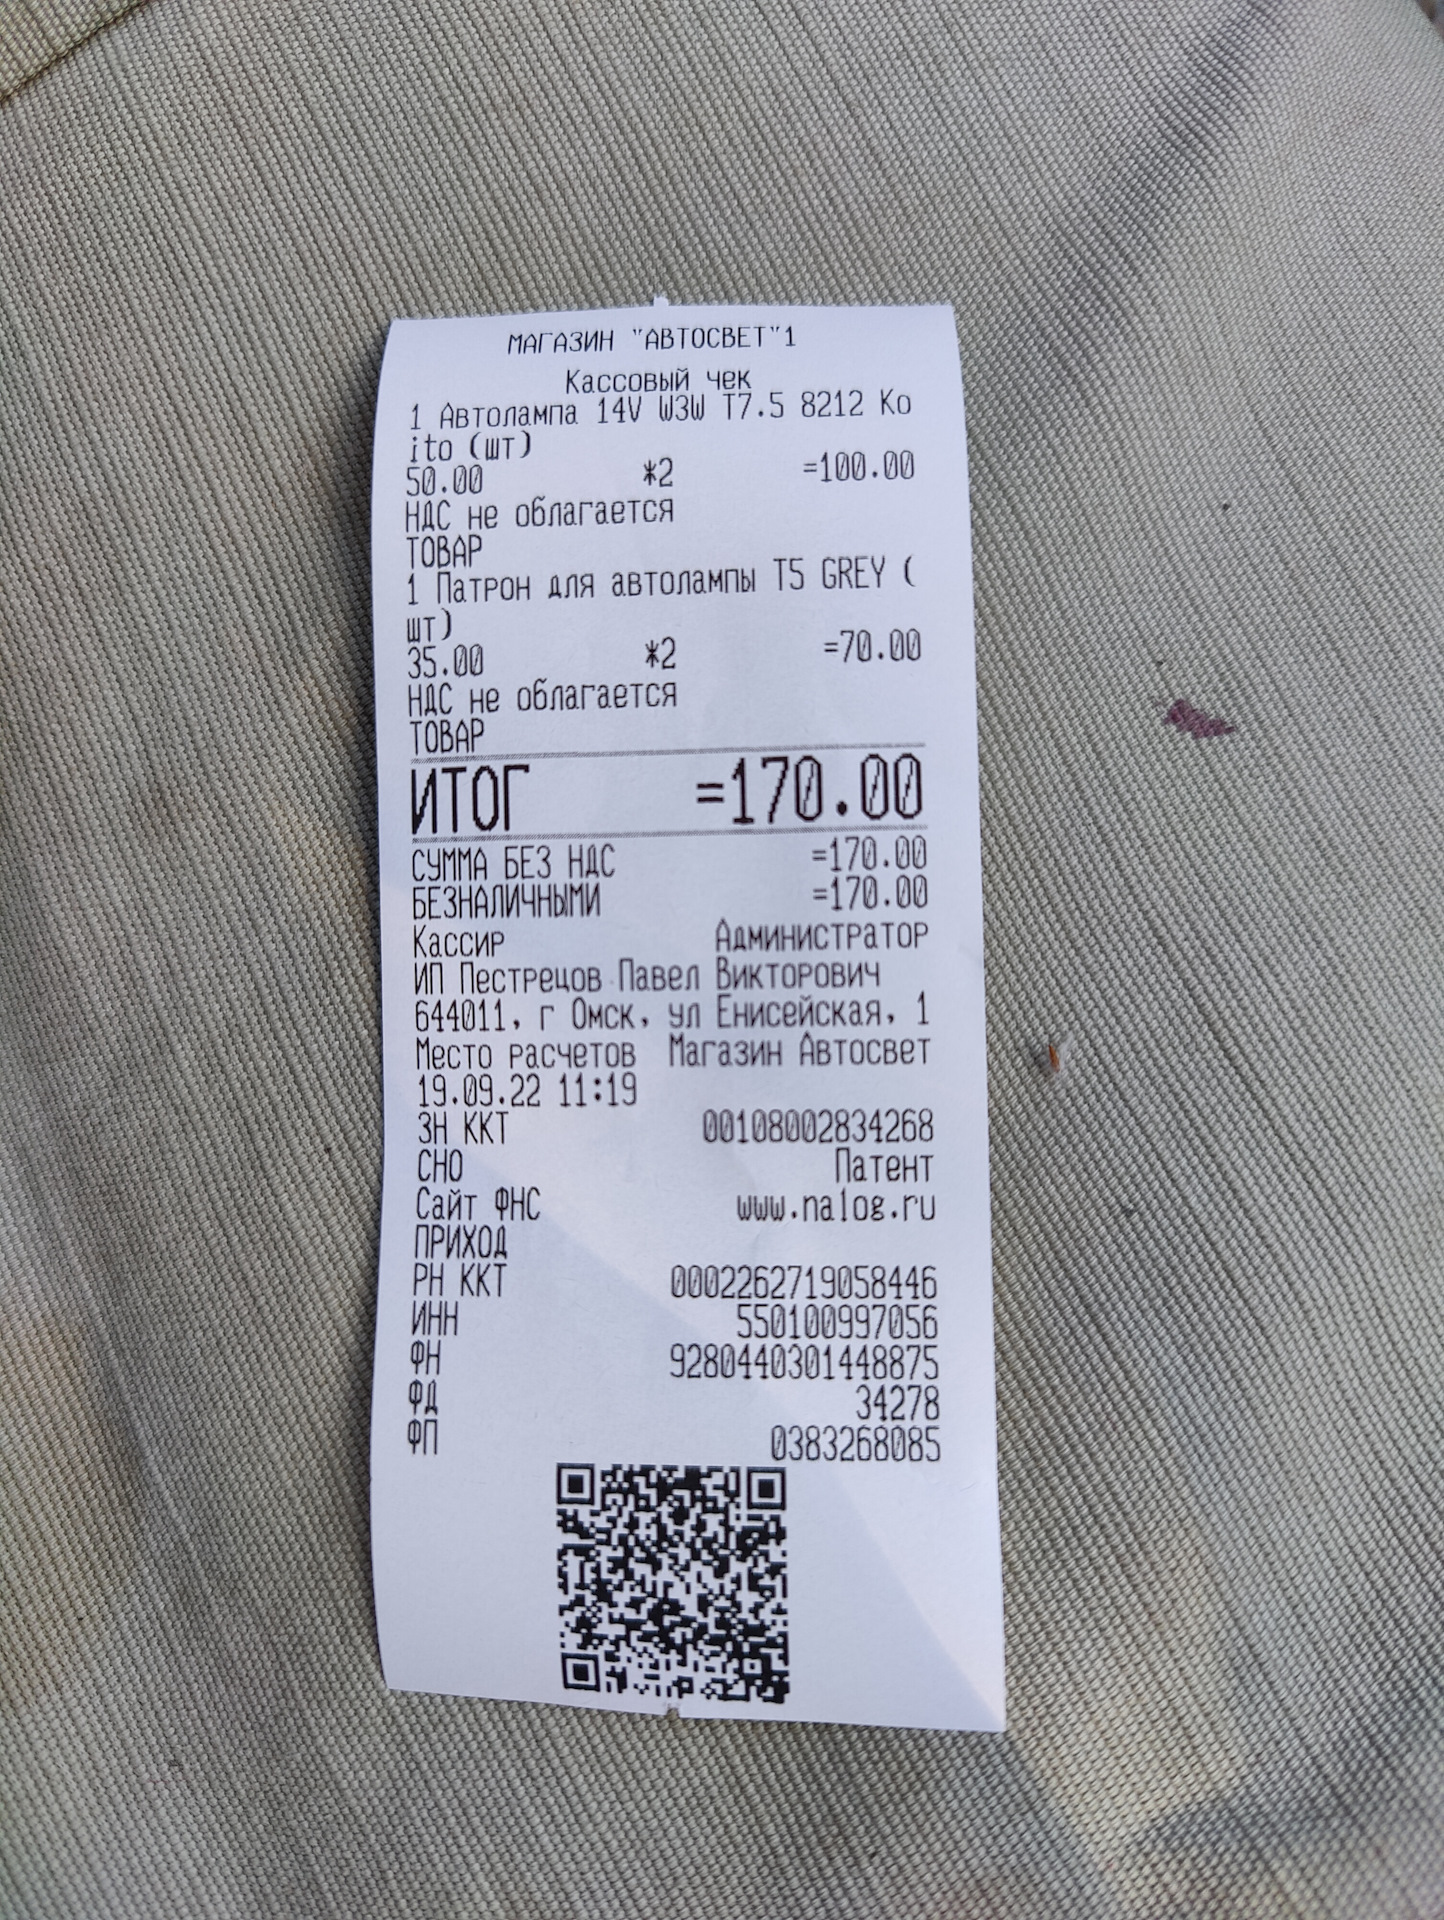 МАГАЗИН "АВТОСВЕТ"1
Кассовый чек
1 Автолампа 14V W3W T7.5 8212 Ko
ito (шт)
50.00 *2 =100.00
НДС не облагается
ТОВАР
1 Патрон для автолампы T5 GREY (
шт)
35.00 *2 =70.00
НДС не облагается
ТОВАР
ИТОГ =170.00
СУММА БЕЗ НДС =170.00
БЕЗНАЛИЧНЫМИ =170.00
Кассир Администратор
ИП Пестрецов Павел Викторович
644011, г Омск, ул Енисейская, 1
Место расчетов Магазин Автосвет
19.09.22 11:19
ЗН ККТ 00108002834268
СНО Патент
Сайт ФНС www.nalog.ru
ПРИХОД
РН ККТ 0002262719058446
ИНН 550100997056
ФН 9280440301448875
ФД 34278
ФП 0383268085